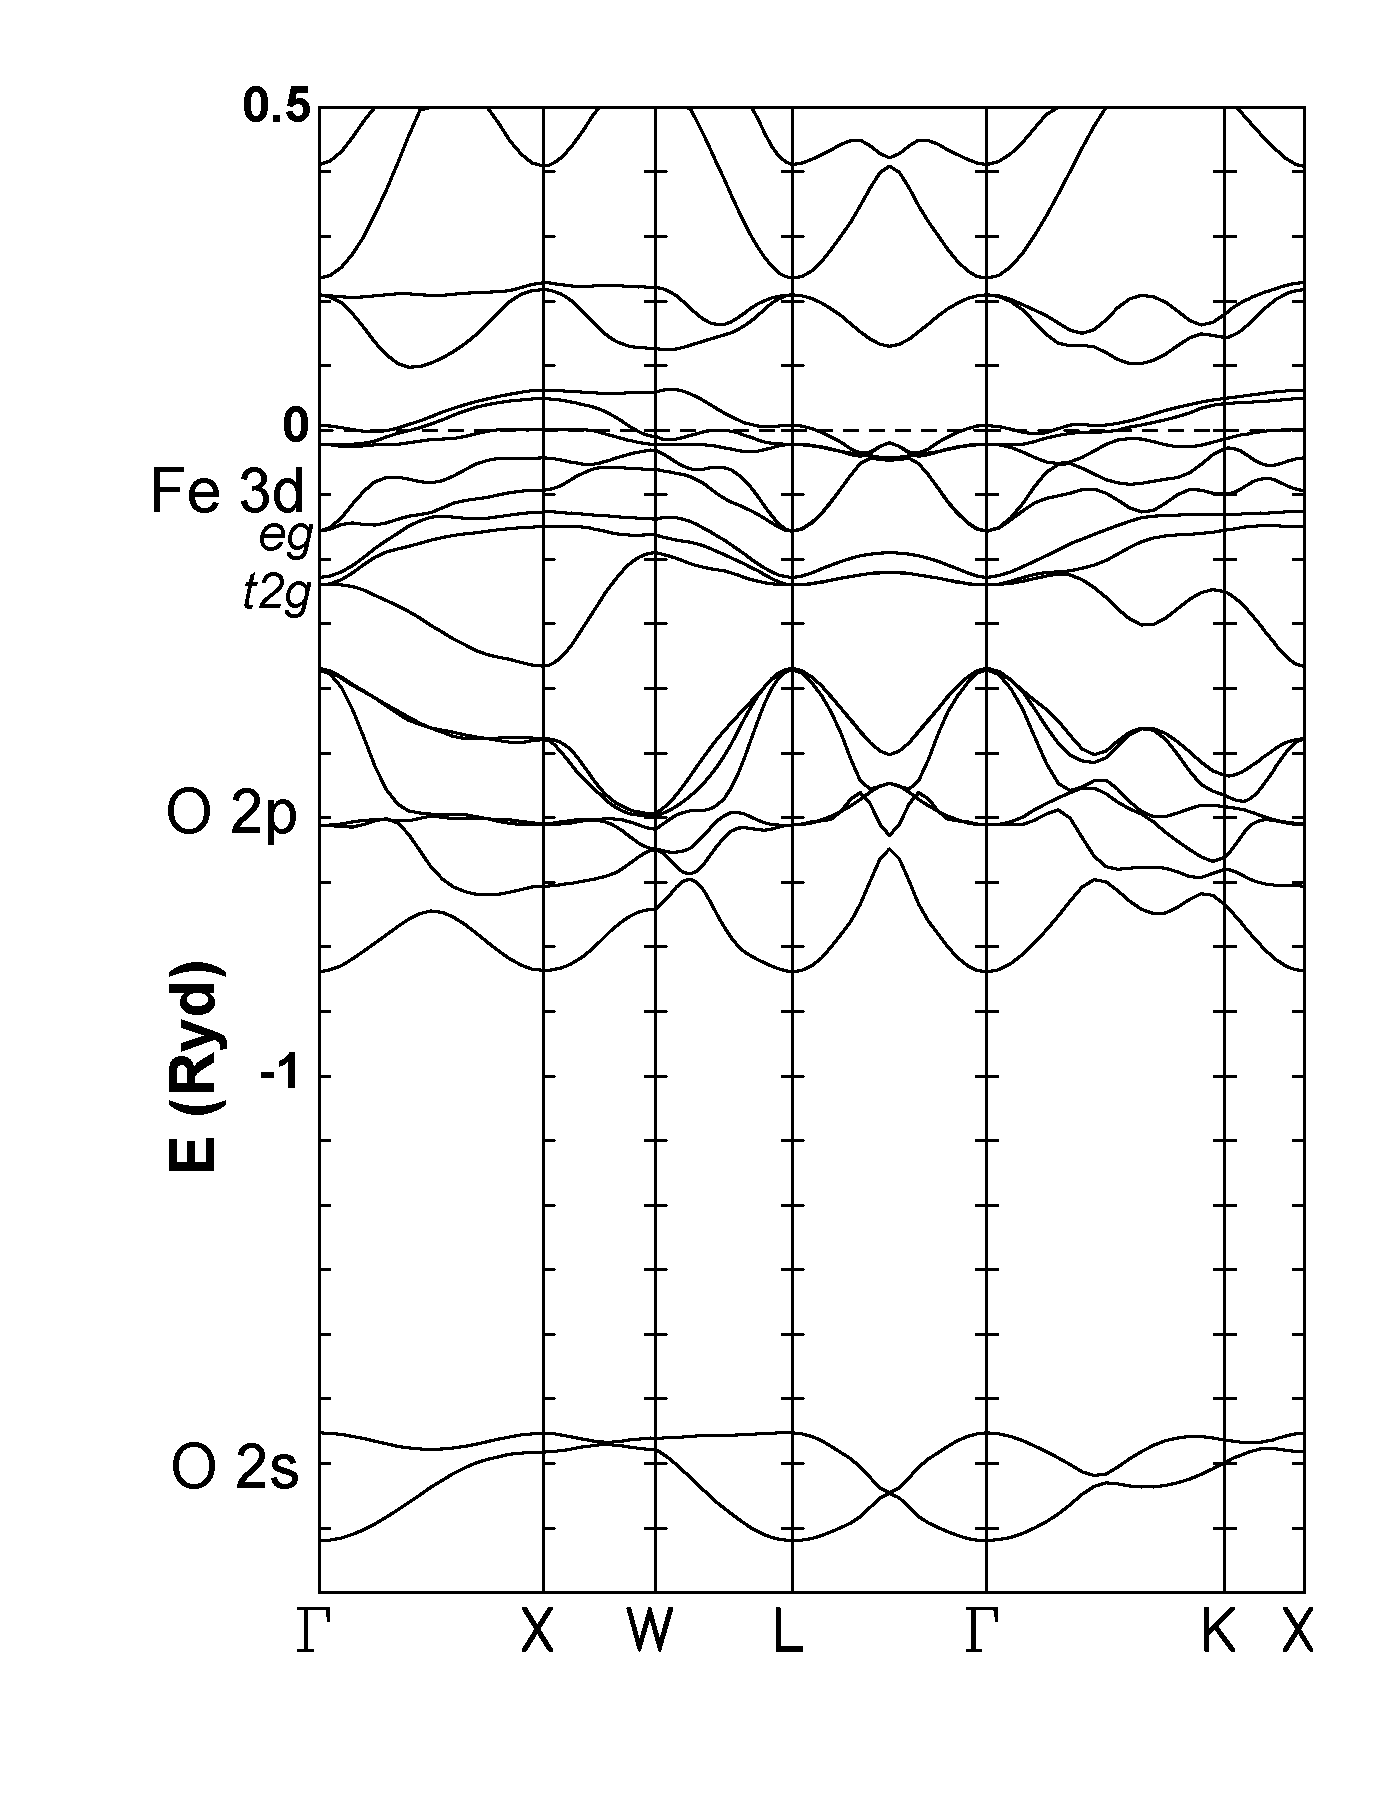 0.5
0
Fe 3d
eg
t2g
O 2p
E (Ryd)
-1
O 2s
Γ X W L Γ K X